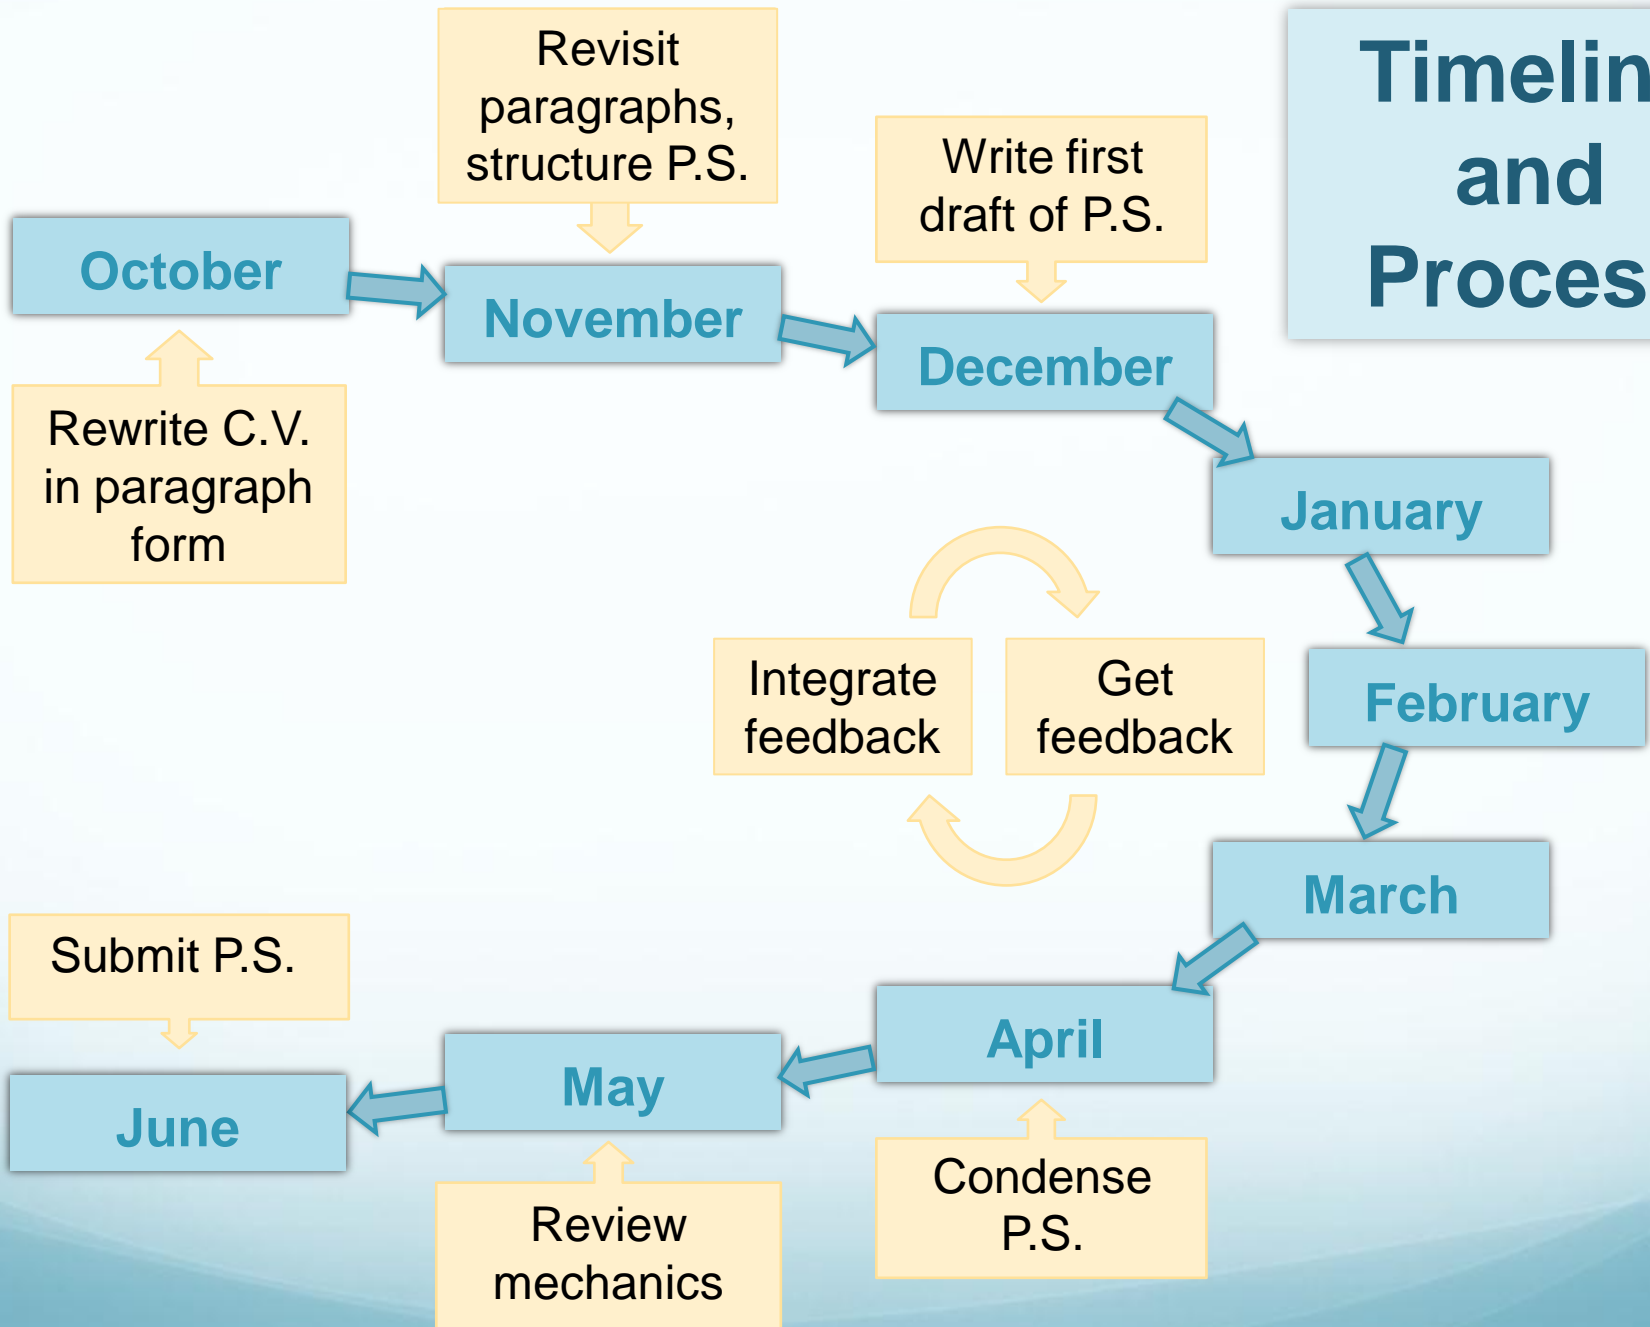 Timelin
and
Proces
Revisit
paragraphs,
structure P.S.
Write first
draft of P.S.
October
November
December
Rewrite C.V.
in paragraph
form
January
Integrate
feedback
Get
feedback
February
March
Submit P.S.
April
May
June
Condense
P.S.
Review
mechanics